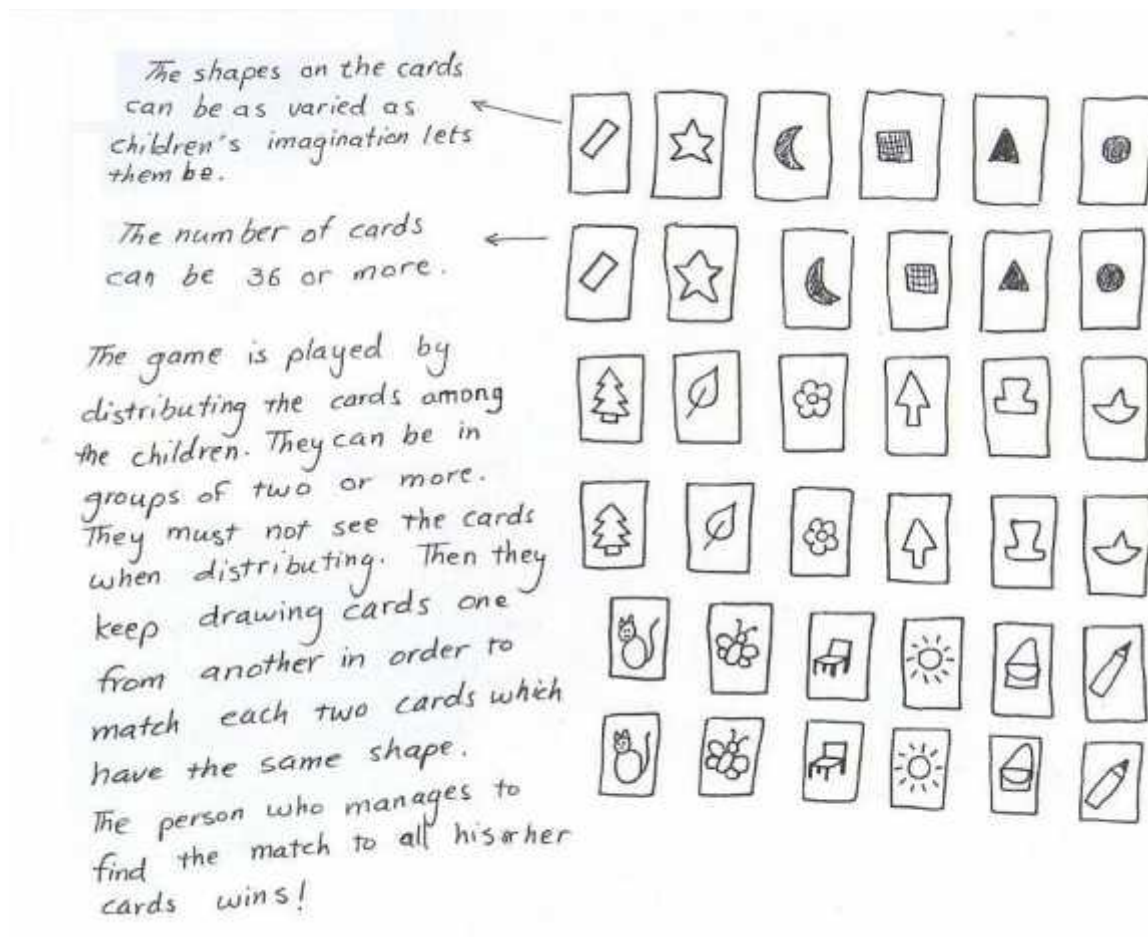 The shapes on the cards
can be as varied as
children's imagination lets
them be.
The number of cards
can be 36 or more.
The game is played by
distributing the cards among
the children. They can be in
groups of two or more.
They must not see the cards
when distributing. Then they
keep drawing cards one
from another in order to
match each two cards which
have the same shape.
The person who manages to
find the match to all his or her
cards wins!